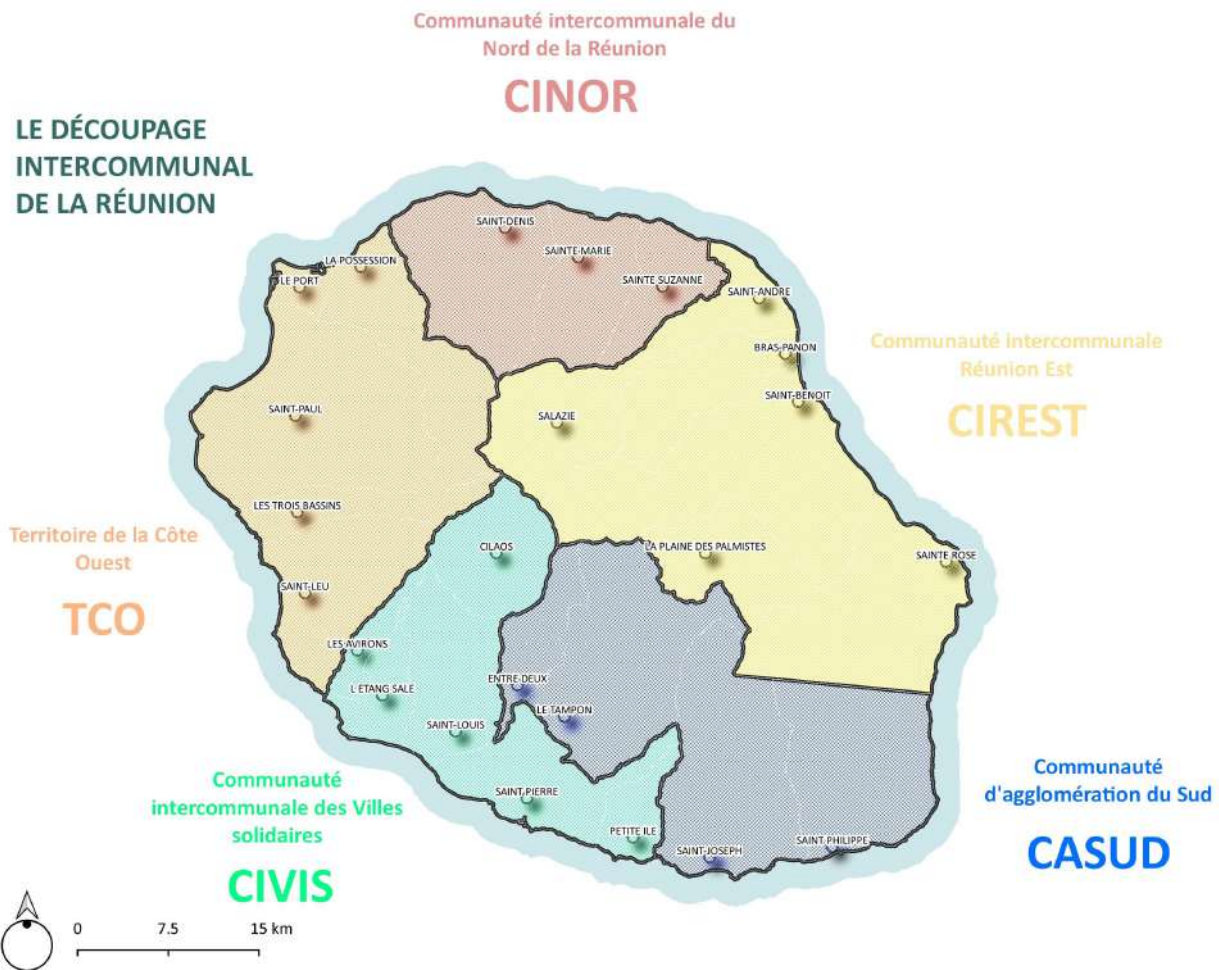 Communauté intercommunale du
Nord de la Réunion
CINOR
LE DÉCOUPAGE
INTERCOMMUNAL
DE LA RÉUNION
SAINT-DENIS
SAINTE-MARIE
SAINTE SUZANNE
LA POSSESSION
LE PORT
SAINT-ANDRE
BRAS-PANON
SAINT-BENOIT
Communauté intercommunale
Réunion Est
CIREST
SAINT-PAUL
SALAZIE
LES TROIS BASSINS
Territoire de la Côte
Ouest
TCO
CILAOS
LA PLAINE DES PALMISTES
SAINTE ROSE
SAINT-LEU
LES AVIRONS
L'ETANG SALE
ENTRE-DEUX
LE TAMPON
SAINT-LOUIS
Communauté
intercommunale des Villes
solidaires
CIVIS
SAINT-PIERRE
PETITE ILE
SAINT-JOSEPH
SAINT PHILIPPE
Communauté
d'agglomération du Sud
CASUD
0 7.5 15 km